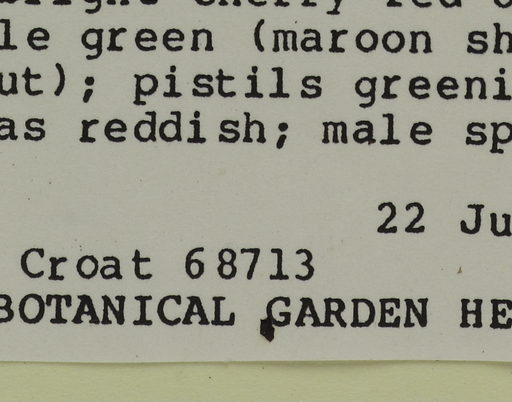 le green (maroon sh
ut); pistils greeni
as reddish; male sp
22 Ju
Croat 68713
BOTANICAL GARDEN HE